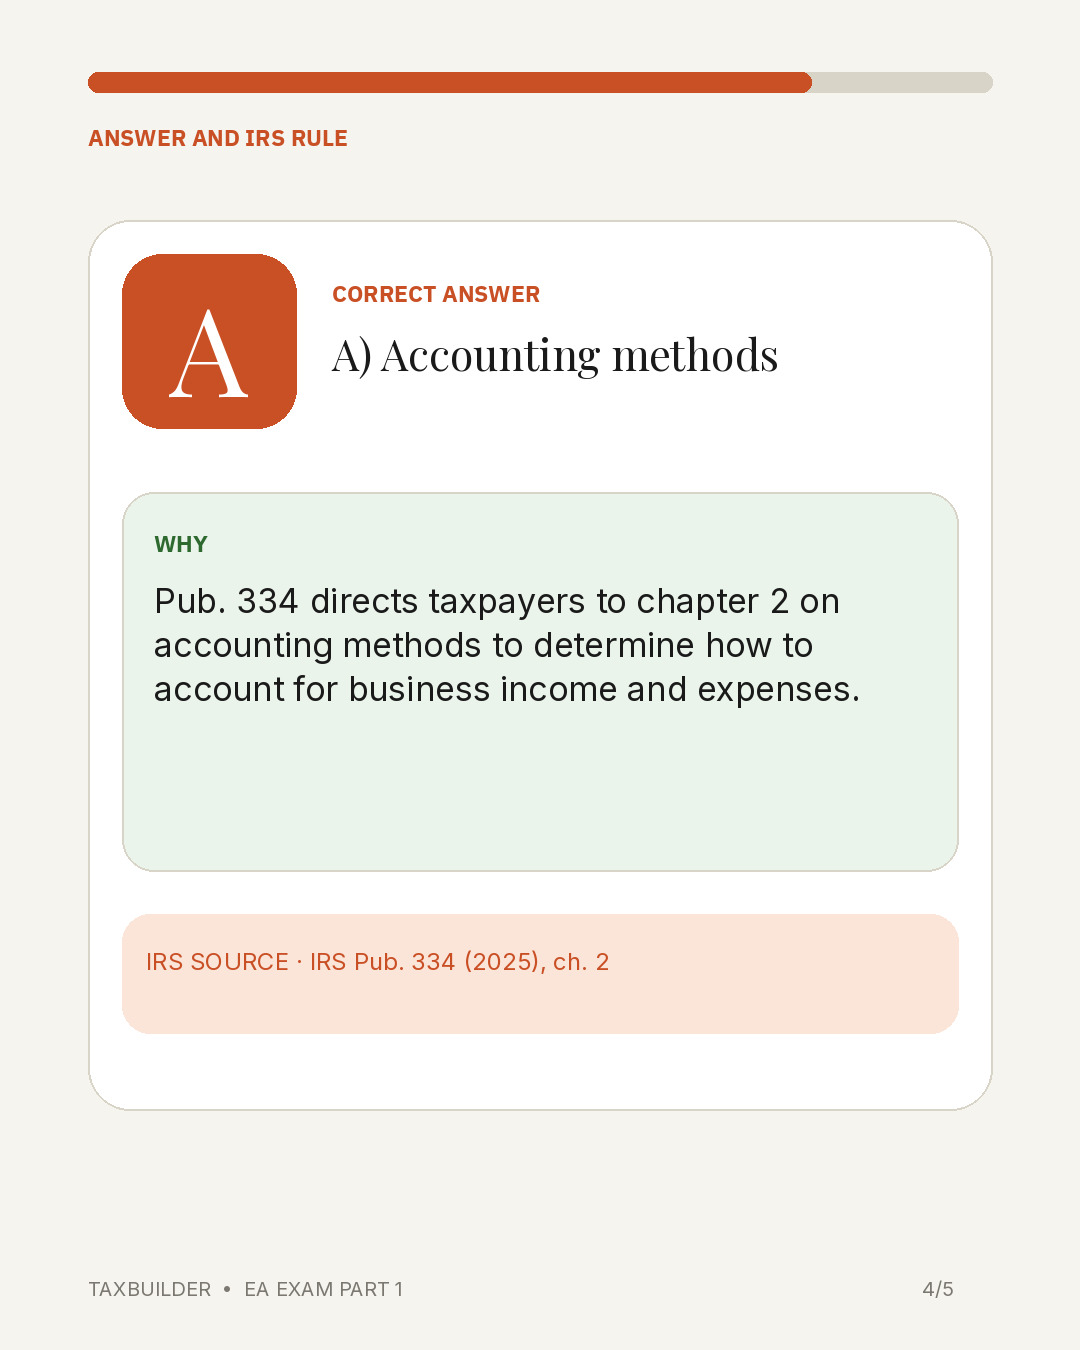 ANSWER AND IRS RULE
A
CORRECT ANSWER
A) Accounting methods
WHY
Pub. 334 directs taxpayers to chapter 2 on
accounting methods to determine how to
account for business income and expenses.
IRS SOURCE · IRS Pub. 334 (2025), ch. 2
TAXBUILDER • EA EXAM PART 1
4/5